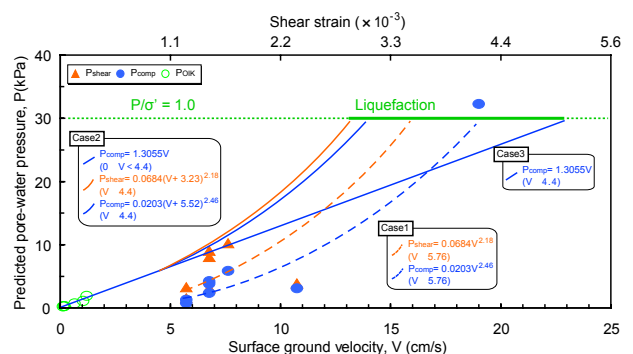 Shear strain (×10-3)
1.1 2.2 3.3 4.4 5.6
40
30
20
10
0
Predicted pore-water pressure, P(kPa)
Pshear Pcomp POIK
P/σ' = 1.0
Liquefaction
Case2
Pcomp= 1.3055V
(0 V < 4.4)
Pshear= 0.0684(V+ 3.23)2.18
(V 4.4)
Pcomp= 0.0203(V+ 5.52)2.46
(V 4.4)
Case3
Pcomp= 1.3055V
(V 4.4)
Case1
Pshear= 0.0684V2.18
(V 5.76)
Pcomp= 0.0203V2.46
(V 5.76)
0 5 10 15 20 25
Surface ground velocity, V (cm/s)